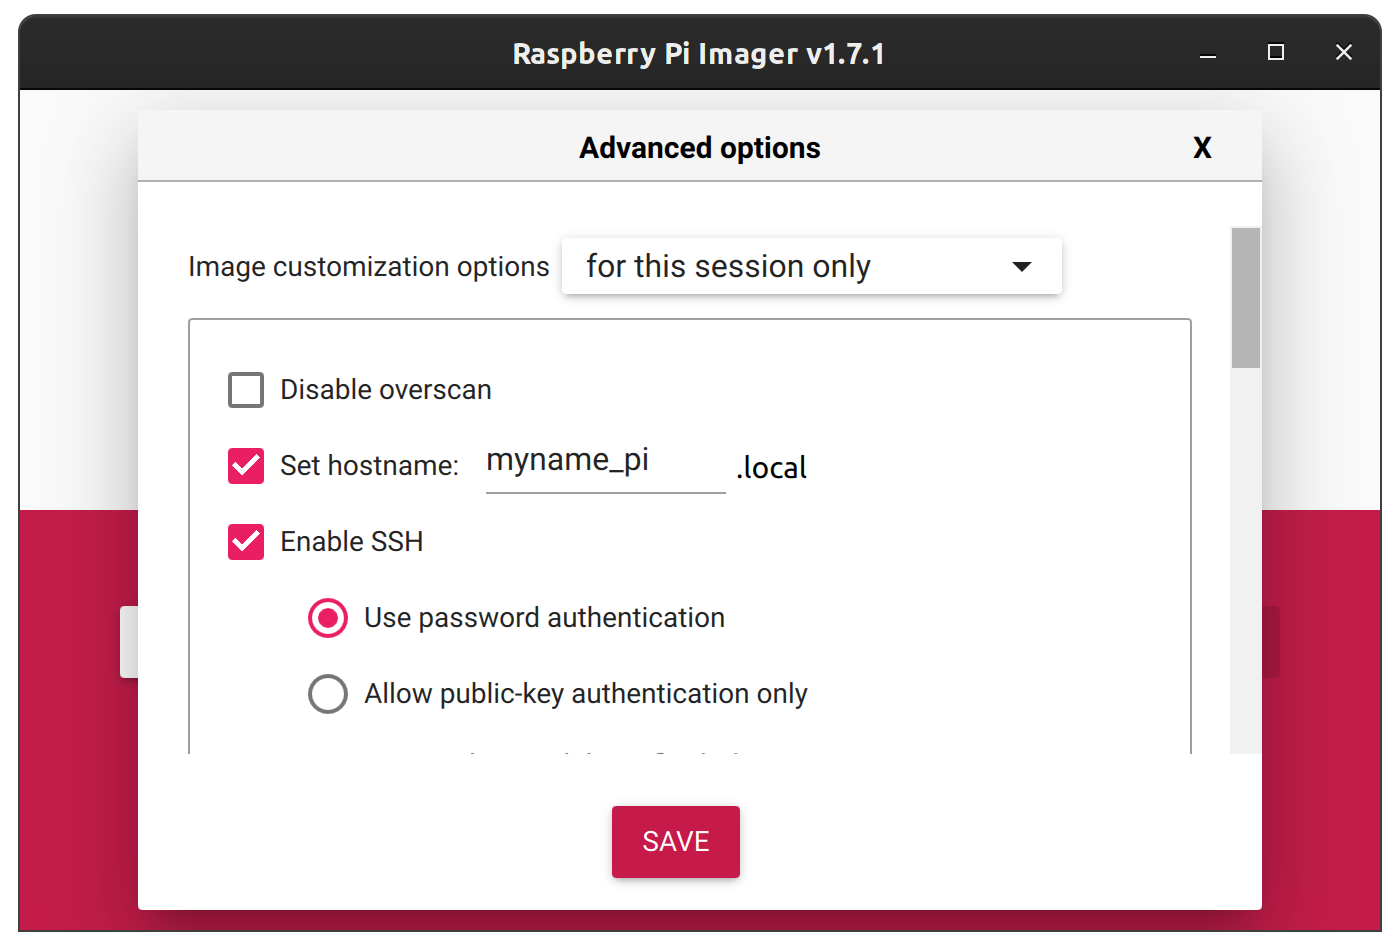 Raspberry Pi Imager v1.7.1
Advanced options X
Image customization options for this session only
Disable overscan
Set hostname: myname_pi .local
Enable SSH
Use password authentication
Allow public-key authentication only
SAVE